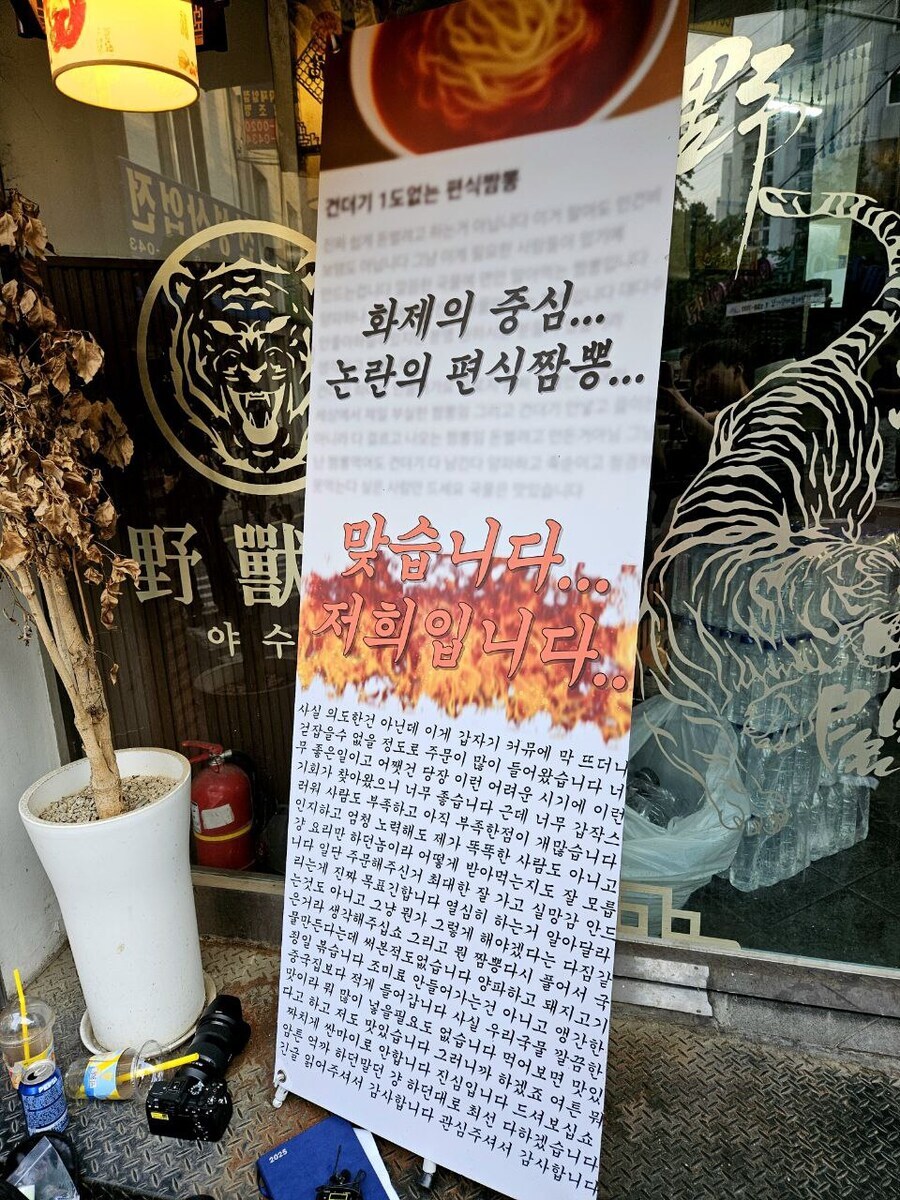 건더기 1도없는 편식짬뽕
화제의 중심...
논란의 편식짬뽕...
맞습니다...
저희입니다..
사실 의도한건 아닌데 이게 갑자기 커뮤에 막 뜨더니
걷잡을수 없을 정도로 주문이 많이 들어왔습니다 너
무 좋은일이고 어쨋건 당장 이런 어려운 시기에 이런
기회가 찾아왔으니 너무 좋습니다 근데 너무 갑작스
러워 사람도 부족하고 아직 부족한점이 개많습니다
인지하고 엄청 노력해도 제가 똑똑한 사람도 아니고
걍 요리만 하던놈이라 어떻게 받아먹는지도 잘 모릅
니다 일단 주문해주신거 최대한 잘 가고 실망감 안드
리는게 진짜 목표긴합니다 열심히 하는거 알아달라
는것도 아니고 그냥 뭔가 그렇게 해야겠다는 다짐같
은거라 생각해주십쇼 그리고 뭔 짬뽕다시 풀어서 국
물만든다는데 써본적도없습니다 양파하고 돼지고기
횡일 볶습니다 조미료 안들어가는건 아니고 앵간한
중국집보다 적게 들어갑니다 사실 우리국물 깔끔한
맛이라 뭐 많이 넣을필요도 없습니다 먹어보면 맛있
다고 하고 저도 맛있습니다 그러니까 하겠죠 여튼 뭐
짜치게 싼마이로 안합니다 진심입니다 드셔보십쇼
암튼 억까 하던말던 걍 하던대로 최선 다하겠습니다
긴글 읽어주셔서 감사합니다 관심주셔서 감사합니다
野獸
야수
2025